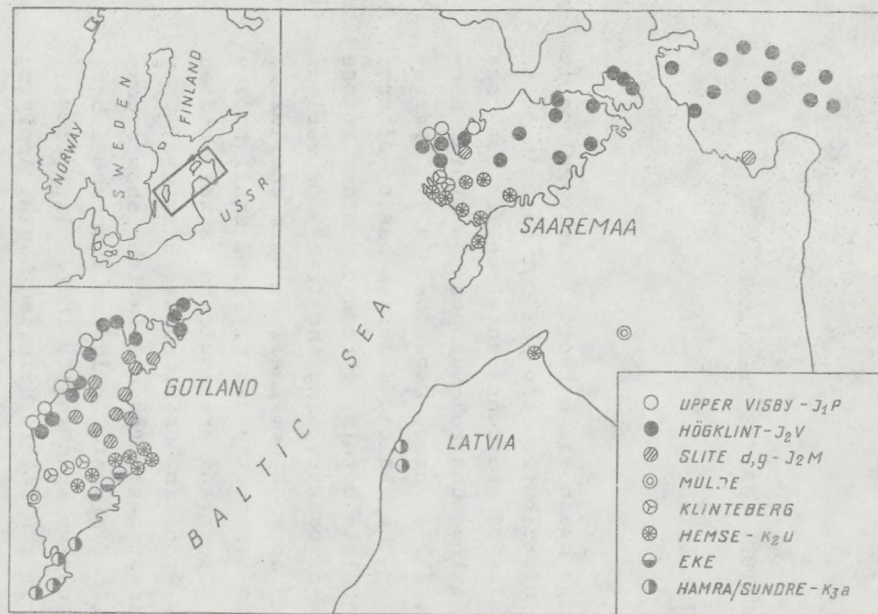 NORWAY
SWEDEN
FINLAND
USSR
SAAREMAA
GOTLAND
BALTIC SEA
LATVIA
UPPER VISBY - J1P
HÖGKLINT - J2V
SLITE d,g - J2M
MULDE
KLINTEBERG
HEMSE - K2U
EKE
HAMRA/SUNDRE - K3a